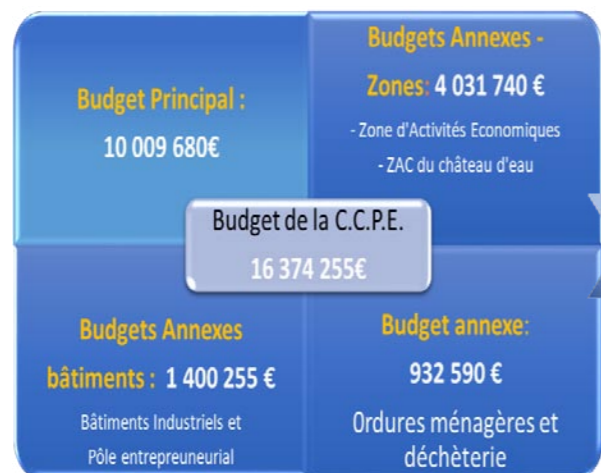 Budget Principal :
10 009 680€
Budgets Annexes -
Zones: 4 031 740 €
- Zone d'Activités Economiques
- ZAC du château d'eau
Budget de la C.C.P.E.
16 374 255€
Budgets Annexes
bâtiments : 1 400 255 €
Bâtiments Industriels et
Pôle entrepreuneurial
Budget annexe:
932 590 €
Ordures ménagères et
déchèterie